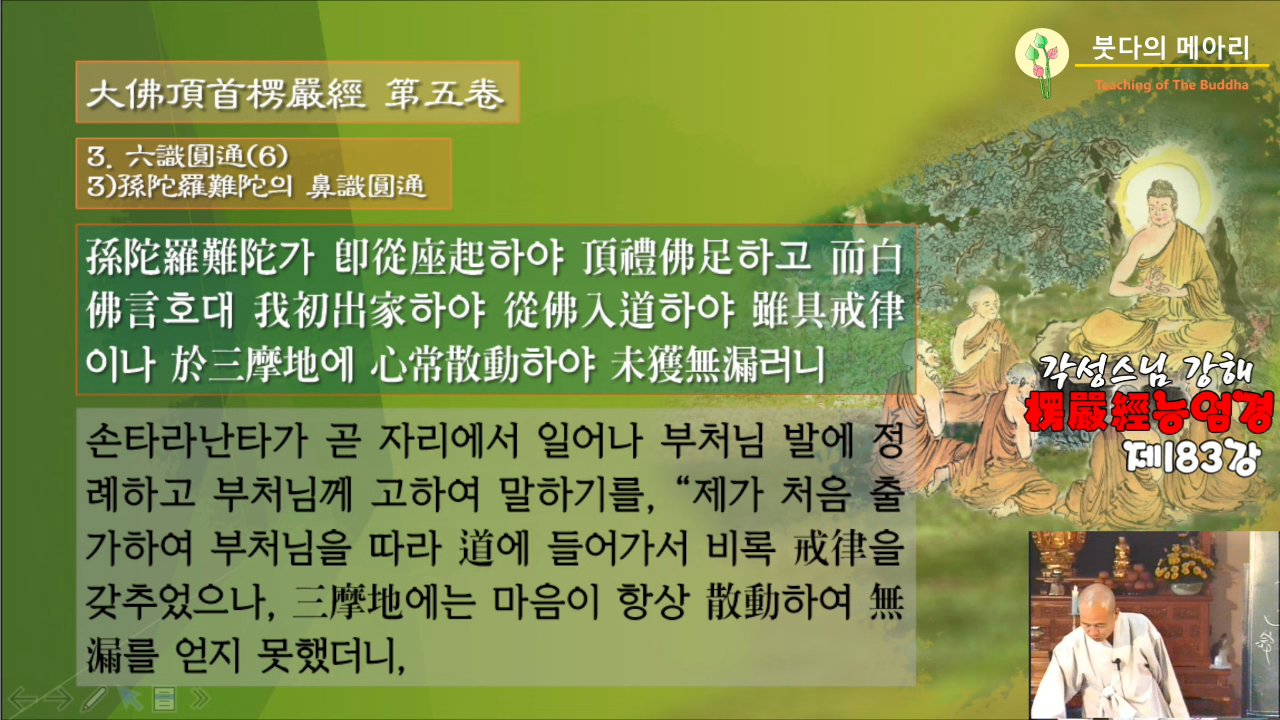 大佛頂首楞嚴經 第五卷
3. 六識圓通(6)
3)孫陀羅難陀의 鼻識圓通
孫陀羅難陀가 卽從座起하야 頂禮佛足하고 而白
佛言호대 我初出家하야 從佛入道하야 雖具戒律
이나 於三摩地에 心常散動하야 未獲無漏러니
손타라난타가 곧 자리에서 일어나 부처님 발에 정
례하고 부처님께 고하여 말하기를, “제가 처음 출
가하여 부처님을 따라 道에 들어가서 비록 戒律을
갖추었으나, 三摩地에는 마음이 항상 散動하여 無
漏를 얻지 못했더니,
붓다의 메아리
Teaching of The Buddha
각성스님 강해
楞嚴經능엄경
제183강